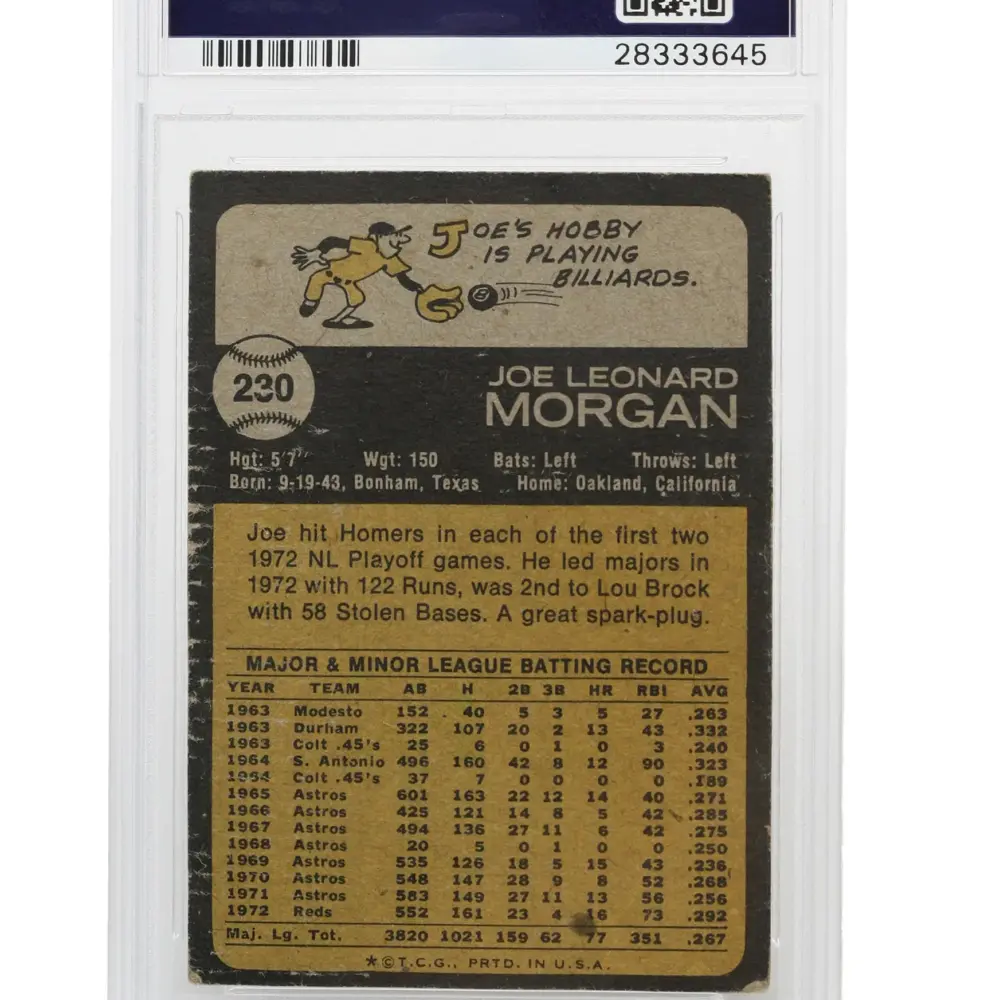 28333645
JOE'S HOBBY
IS PLAYING
BILLIARDS.
8
230
JOE LEONARD
MORGAN
Hgt: 5'7" Wgt: 150 Bats: Left Throws: Left
Born: 9-19-43, Bonham, Texas Home: Oakland, California
Joe hit Homers in each of the first two
1972 NL Playoff games. He led majors in
1972 with 122 Runs, was 2nd to Lou Brock
with 58 Stolen Bases. A great spark-plug.
MAJOR & MINOR LEAGUE BATTING RECORD
YEAR TEAM AB H 2B 3B HR RBI AVG
1963 Modesto 152 40 5 3 5 27 .263
1963 Durham 322 107 20 2 13 43 .332
1963 Colt .45's 25 6 0 1 0 3 .240
1964 S. Antonio 496 160 42 8 12 90 .323
1964 Colt .45's 37 7 0 0 0 0 .189
1965 Astros 601 163 22 12 14 40 .271
1966 Astros 425 121 14 8 5 42 .285
1967 Astros 494 136 27 11 6 42 .275
1968 Astros 20 5 0 1 0 0 .250
1969 Astros 535 126 18 5 15 43 .236
1970 Astros 548 147 28 9 8 52 .268
1971 Astros 583 149 27 11 13 56 .256
1972 Reds 552 161 23 4 16 73 .292
Maj. Lg. Tot. 3820 1021 159 62 77 351 .267
*©T.C.G., PRTD. IN U.S.A.